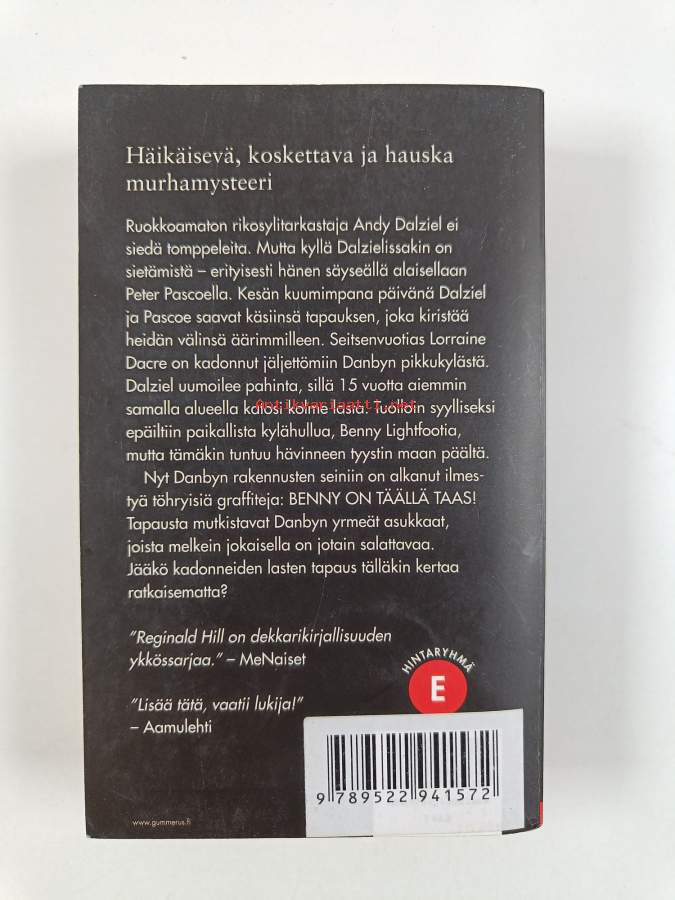 Häikäisevä, koskettava ja hauska
murhamysteeri
Ruokkoamaton rikosylitarkastaja Andy Dalziel ei
siedä tomppeleita. Mutta kyllä Dalzielissakin on
sietämistä – erityisesti hänen säyseällä alaisellaan
Peter Pascoella. Kesän kuumimpana päivänä Dalziel
ja Pascoe saavat käsiinsä tapauksen, joka kiristää
heidän välinsä äärimmilleen. Seitsenvuotias Lorraine
Dacre on kadonnut jäljettömiin Danbyn pikkukylästä.
Dalziel uumoilee pahinta, sillä 15 vuotta aiemmin
samalla alueella katosi kolme lasta. Tuolloin syylliseksi
Antikvariaatti.net
epäiltiin paikallista kylähullua, Benny Lightfootia,
mutta tämäkin tuntuu hävinneen tyystin maan päältä.
Nyt Danbyn rakennusten seiniin on alkanut ilmes-
tyä töhryisiä graffiteja: BENNY ON TÄÄLLÄ TAAS!
Tapausta mutkistavat Danbyn yrmeät asukkaat,
joista melkein jokaisella on jotain salattavaa.
Jääkö kadonneiden lasten tapaus tälläkin kertaa
ratkaisematta?
"Reginald Hill on dekkarikirjallisuuden
ykkössarjaa." – MeNaiset
"Lisää tätä, vaatii lukija!"
– Aamulehti
HINTARYHMÄ
E
9 789522 941572
www.gummerus.fi